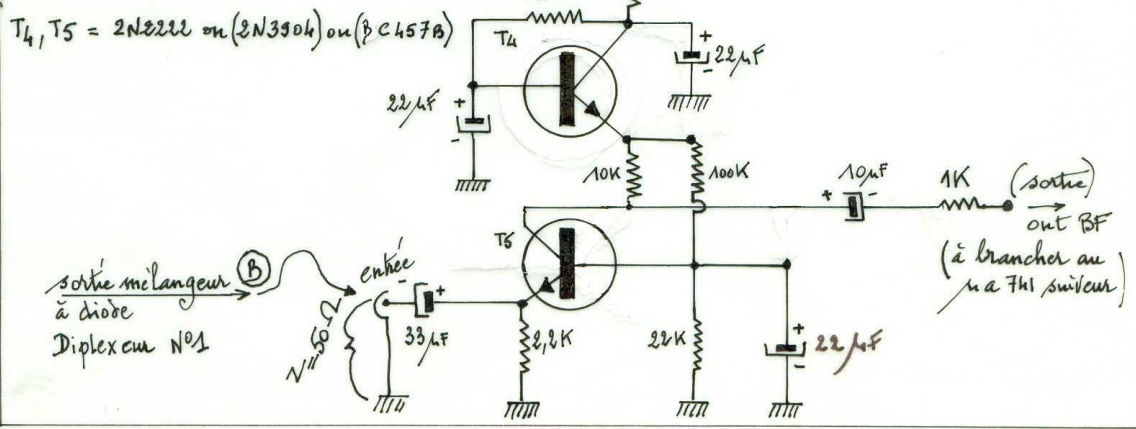 T4, T5 = 2N2222 ou (2N3904) ou (BC457B)
T4
+
22µF
-
22µF
+
-
10K
100K
10µF
+
-
1K
(sortie)
out BF
(à brancher au
µa 741 suiveur)
T5
entrée
-
+
33µF
sortie mélangeur
à diode
Diplexeur N°1
B
50Ω
2,2K
22K
+
22µF
-